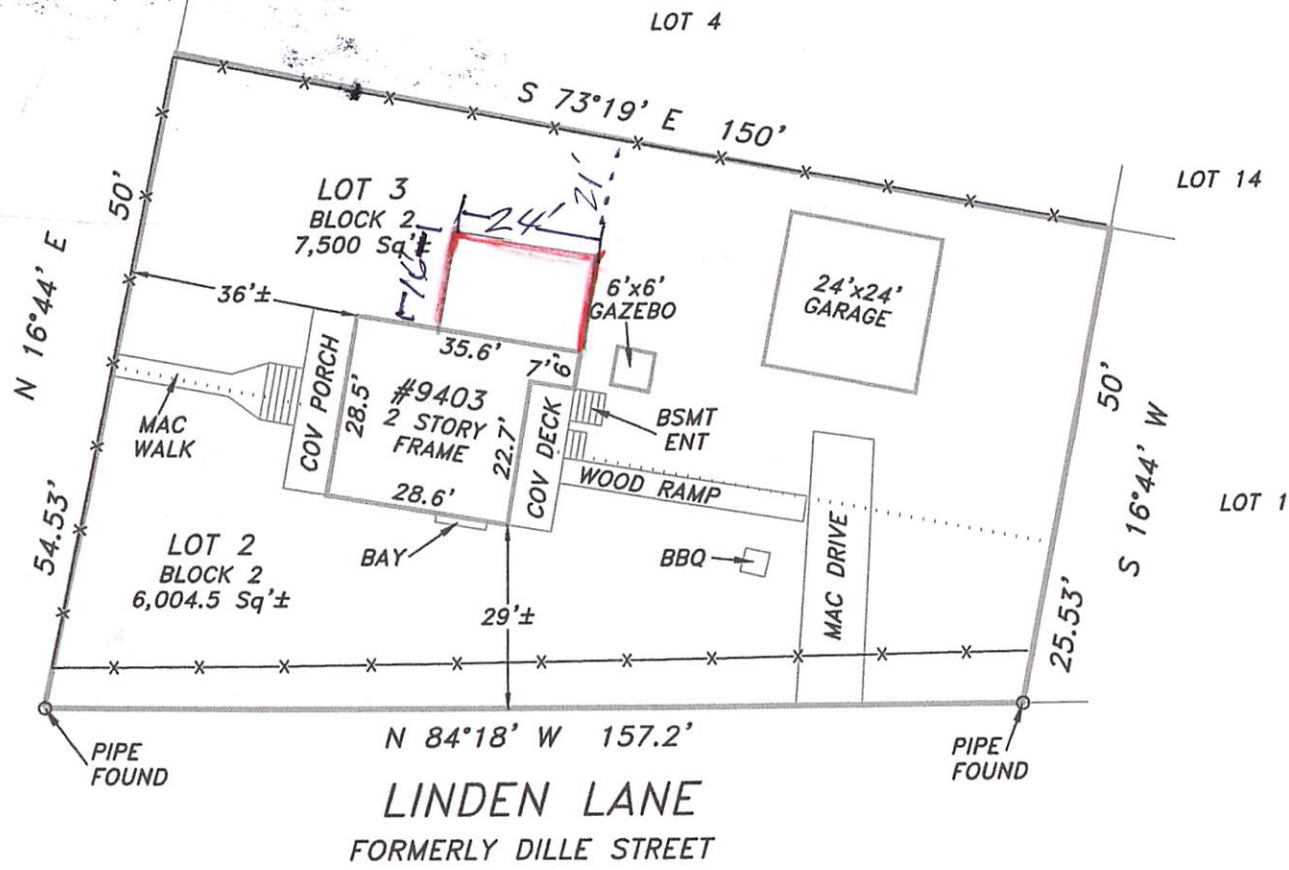 LOT 4
S 73°19' E 150'
LOT 14
50'
LOT 3
BLOCK 2
7,500 Sq'±
24'
21'
16'
N 16°44' E
36'±
6'x6'
GAZEBO
24'x24'
GARAGE
35.6'
7'6"
MAC
WALK
COV PORCH
28.5'
#9403
2 STORY
FRAME
22.7'
COV DECK
BSMT
ENT
50'
S 16°44' W
28.6'
WOOD RAMP
LOT 1
54.53'
LOT 2
BLOCK 2
6,004.5 Sq'±
BAY
BBQ
MAC DRIVE
29'±
25.53'
PIPE
FOUND
N 84°18' W 157.2'
PIPE
FOUND
LINDEN LANE
FORMERLY DILLE STREET